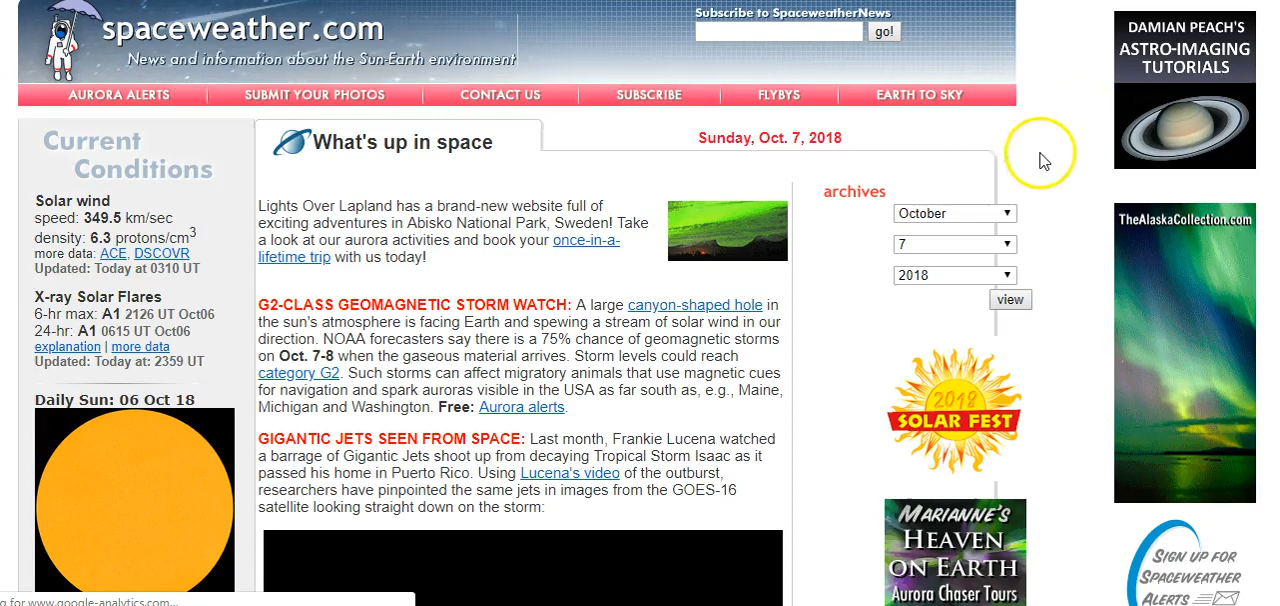 spaceweather.com
News and information about the Sun-Earth environment
Subscribe to SpaceweatherNews
go!
AURORA ALERTS
SUBMIT YOUR PHOTOS
CONTACT US
SUBSCRIBE
FLYBYS
EARTH TO SKY
Current
Conditions
Solar wind
speed: 349.5 km/sec
density: 6.3 protons/cm3
more data: ACE, DSCOVR
Updated: Today at 0310 UT
X-ray Solar Flares
6-hr max: A1 2126 UT Oct06
24-hr: A1 0615 UT Oct06
explanation | more data
Updated: Today at: 2359 UT
Daily Sun: 06 Oct 18
What's up in space
Sunday, Oct. 7, 2018
Lights Over Lapland has a brand-new website full of
exciting adventures in Abisko National Park, Sweden! Take
a look at our aurora activities and book your once-in-a-
lifetime trip with us today!
G2-CLASS GEOMAGNETIC STORM WATCH: A large canyon-shaped hole in
the sun's atmosphere is facing Earth and spewing a stream of solar wind in our
direction. NOAA forecasters say there is a 75% chance of geomagnetic storms
on Oct. 7-8 when the gaseous material arrives. Storm levels could reach
category G2. Such storms can affect migratory animals that use magnetic cues
for navigation and spark auroras visible in the USA as far south as, e.g., Maine,
Michigan and Washington. Free: Aurora alerts.
GIGANTIC JETS SEEN FROM SPACE: Last month, Frankie Lucena watched
a barrage of Gigantic Jets shoot up from decaying Tropical Storm Isaac as it
passed his home in Puerto Rico. Using Lucena's video of the outburst,
researchers have pinpointed the same jets in images from the GOES-16
satellite looking straight down on the storm:
archives
October
7
2018
view
2018
SOLAR FEST
MARIANNE'S
HEAVEN
ON EARTH
Aurora Chaser Tours
DAMIAN PEACH'S
ASTRO-IMAGING
TUTORIALS
TheAlaskaCollection.com
SIGN UP FOR
SPACEWEATHER
ALERTS
g for www.google-analytics.com...